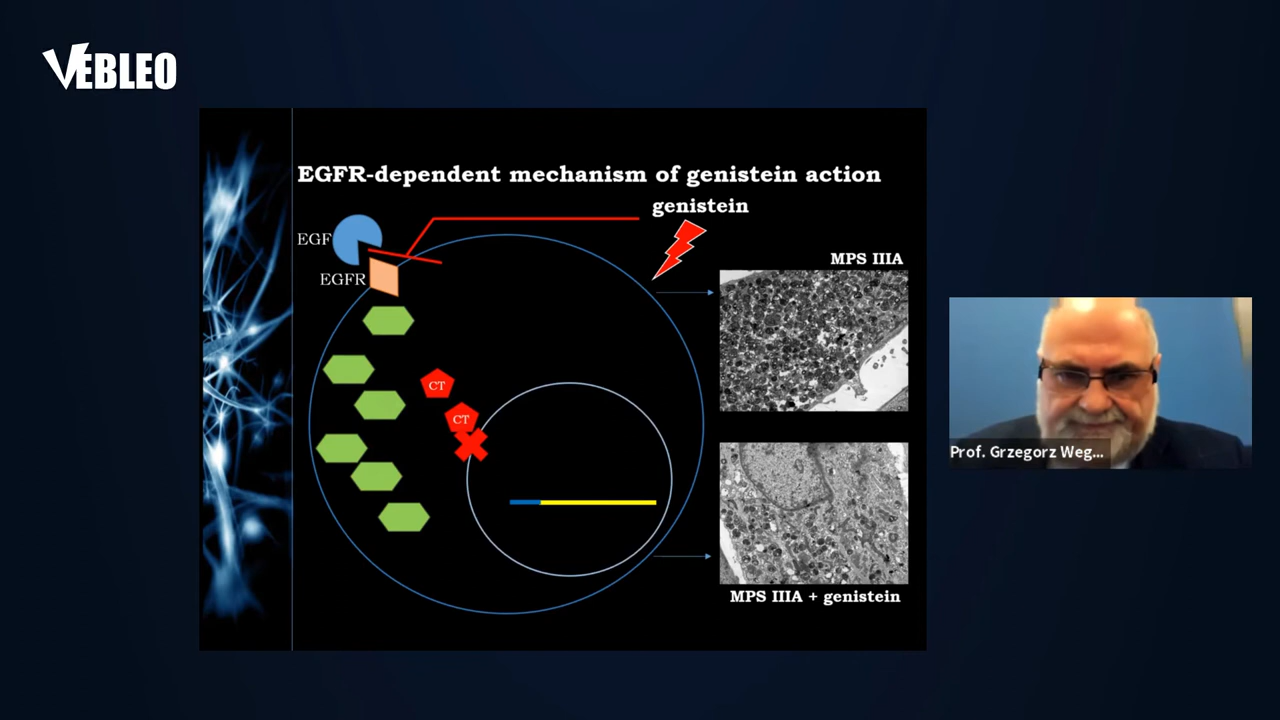 VEBLEO
EGFR-dependent mechanism of genistein action
genistein
EGF
EGFR
MPS IIIA
CT
CT
Prof. Grzegorz Weg...
MPS IIIA + genistein